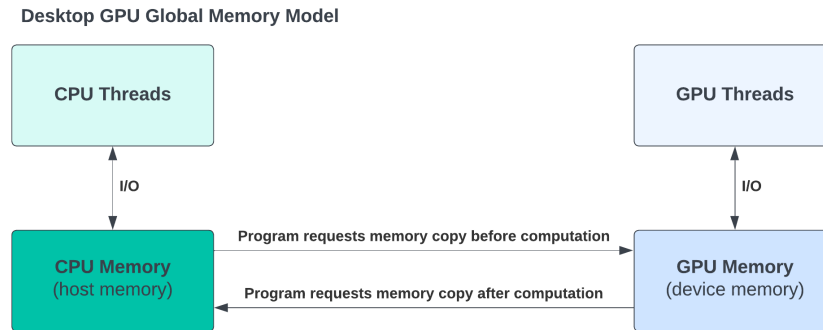 Desktop GPU Global Memory Model
CPU Threads
GPU Threads
I/O
I/O
Program requests memory copy before computation
CPU Memory
(host memory)
GPU Memory
(device memory)
Program requests memory copy after computation